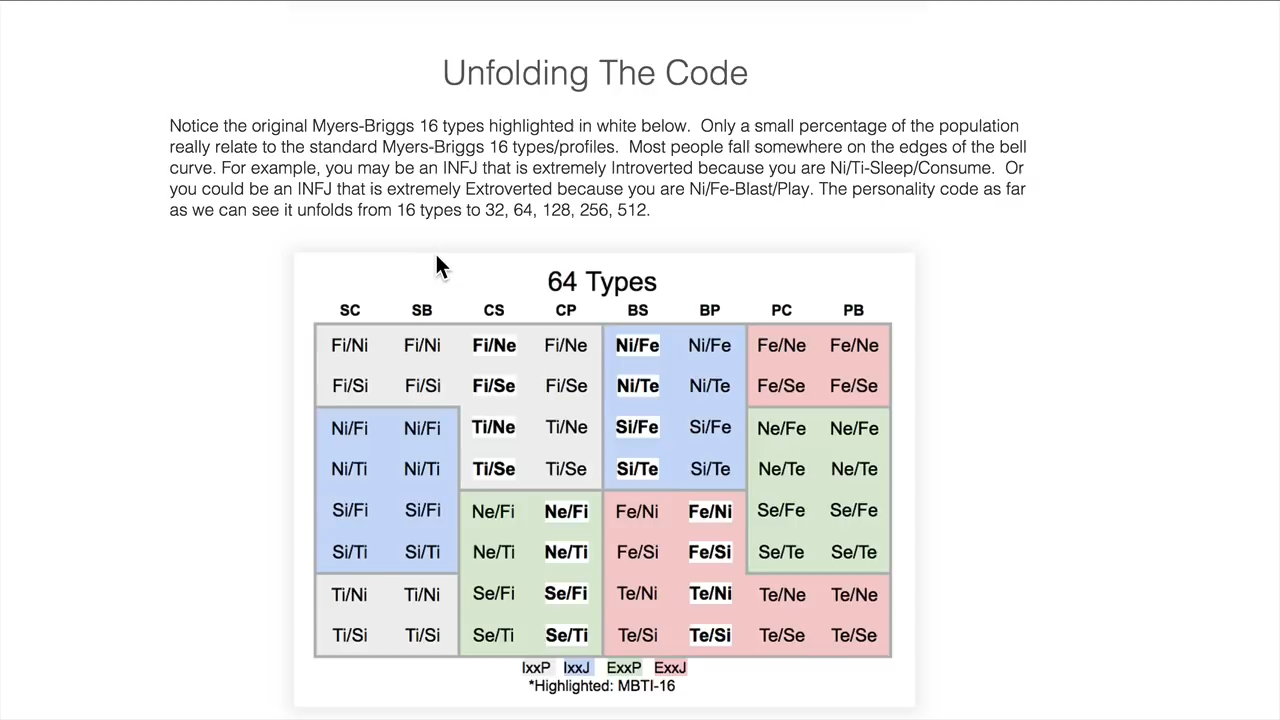 Unfolding The Code
Notice the original Myers-Briggs 16 types highlighted in white below.  Only a small percentage of the population
really relate to the standard Myers-Briggs 16 types/profiles.  Most people fall somewhere on the edges of the bell
curve. For example, you may be an INFJ that is extremely Introverted because you are Ni/Ti-Sleep/Consume.  Or
you could be an INFJ that is extremely Extroverted because you are Ni/Fe-Blast/Play. The personality code as far
as we can see it unfolds from 16 types to 32, 64, 128, 256, 512.
64 Types
SC SB CS CP BS BP PC PB
Fi/Ni Fi/Ni Fi/Ne Fi/Ne Ni/Fe Ni/Fe Fe/Ne Fe/Ne
Fi/Si Fi/Si Fi/Se Fi/Se Ni/Te Ni/Te Fe/Se Fe/Se
Ni/Fi Ni/Fi Ti/Ne Ti/Ne Si/Fe Si/Fe Ne/Fe Ne/Fe
Ni/Ti Ni/Ti Ti/Se Ti/Se Si/Te Si/Te Ne/Te Ne/Te
Si/Fi Si/Fi Ne/Fi Ne/Fi Fe/Ni Fe/Ni Se/Fe Se/Fe
Si/Ti Si/Ti Ne/Ti Ne/Ti Fe/Si Fe/Si Se/Te Se/Te
Ti/Ni Ti/Ni Se/Fi Se/Fi Te/Ni Te/Ni Te/Ne Te/Ne
Ti/Si Ti/Si Se/Ti Se/Ti Te/Si Te/Si Te/Se Te/Se
IxxP IxxJ ExxP ExxJ
*Highlighted: MBTI-16